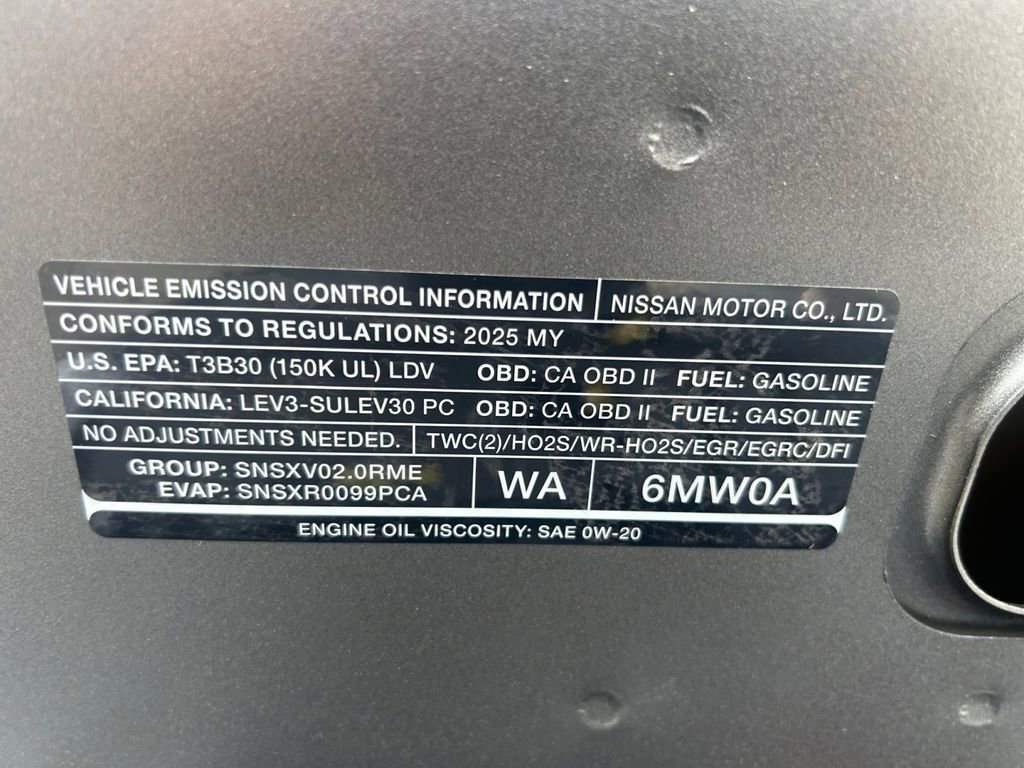 VEHICLE EMISSION CONTROL INFORMATION NISSAN MOTOR CO., LTD.
CONFORMS TO REGULATIONS: 2025 MY
U.S. EPA: T3B30 (150K UL) LDV OBD: CA OBD II FUEL: GASOLINE
CALIFORNIA: LEV3-SULEV30 PC OBD: CA OBD II FUEL: GASOLINE
NO ADJUSTMENTS NEEDED. TWC(2)/HO2S/WR-HO2S/EGR/EGRC/DFI
GROUP: SNSXV02.0RME
EVAP: SNSXR0099PCA
WA
6MW0A
ENGINE OIL VISCOSITY: SAE 0W-20